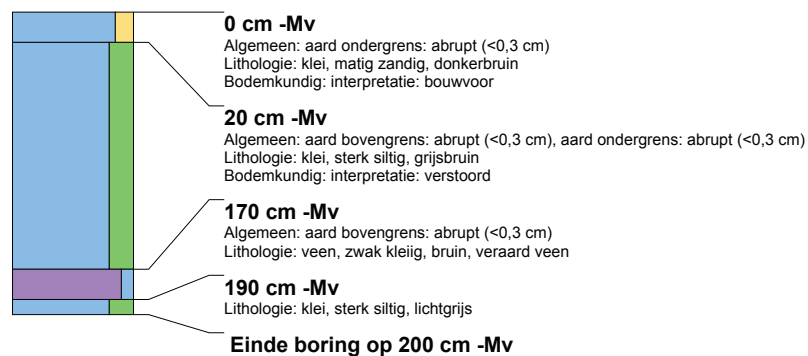 0 cm -Mv
Algemeen: aard ondergrens: abrupt (<0,3 cm)
Lithologie: klei, matig zandig, donkerbruin
Bodemkundig: interpretatie: bouwvoor
20 cm -Mv
Algemeen: aard bovengrens: abrupt (<0,3 cm), aard ondergrens: abrupt (<0,3 cm)
Lithologie: klei, sterk siltig, grijsbruin
Bodemkundig: interpretatie: verstoord
170 cm -Mv
Algemeen: aard bovengrens: abrupt (<0,3 cm)
Lithologie: veen, zwak kleiig, bruin, veraard veen
190 cm -Mv
Lithologie: klei, sterk siltig, lichtgrijs
Einde boring op 200 cm -Mv